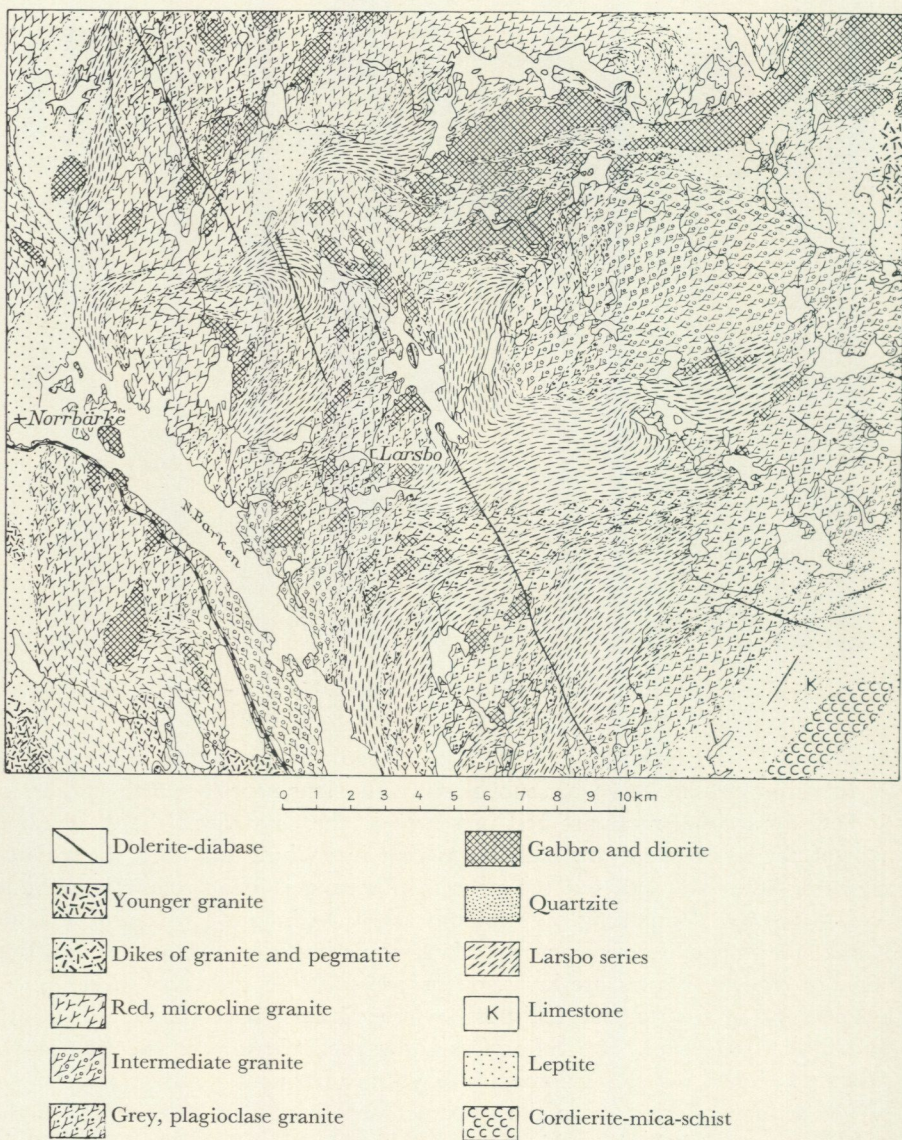 +Norrbärke
Larsbo
N. Barken
K
0 1 2 3 4 5 6 7 8 9 10 km
Dolerite-diabase
Younger granite
Dikes of granite and pegmatite
Red, microcline granite
Intermediate granite
Grey, plagioclase granite
Gabbro and diorite
Quartzite
Larsbo series
K Limestone
Leptite
Cordierite-mica-schist